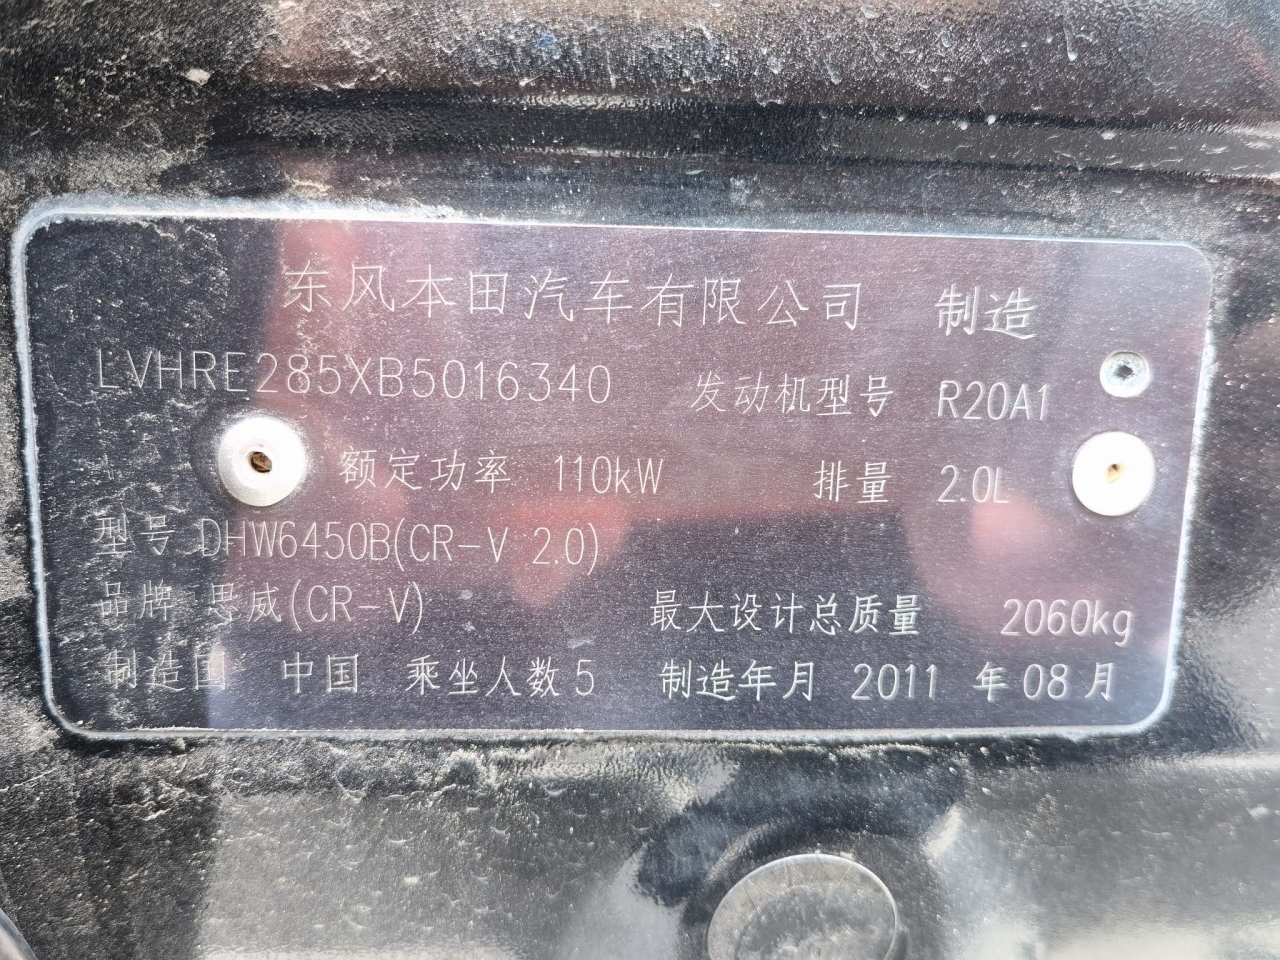 东风本田汽车有限公司 制造
LVHRE285XB5016340 发动机型号 R20A1
额定功率 110kW 排量 2.0L
型号 DHW6450B(CR-V 2.0)
品牌 思威(CR-V) 最大设计总质量 2060kg
制造国 中国 乘坐人数5 制造年月 2011 年08月